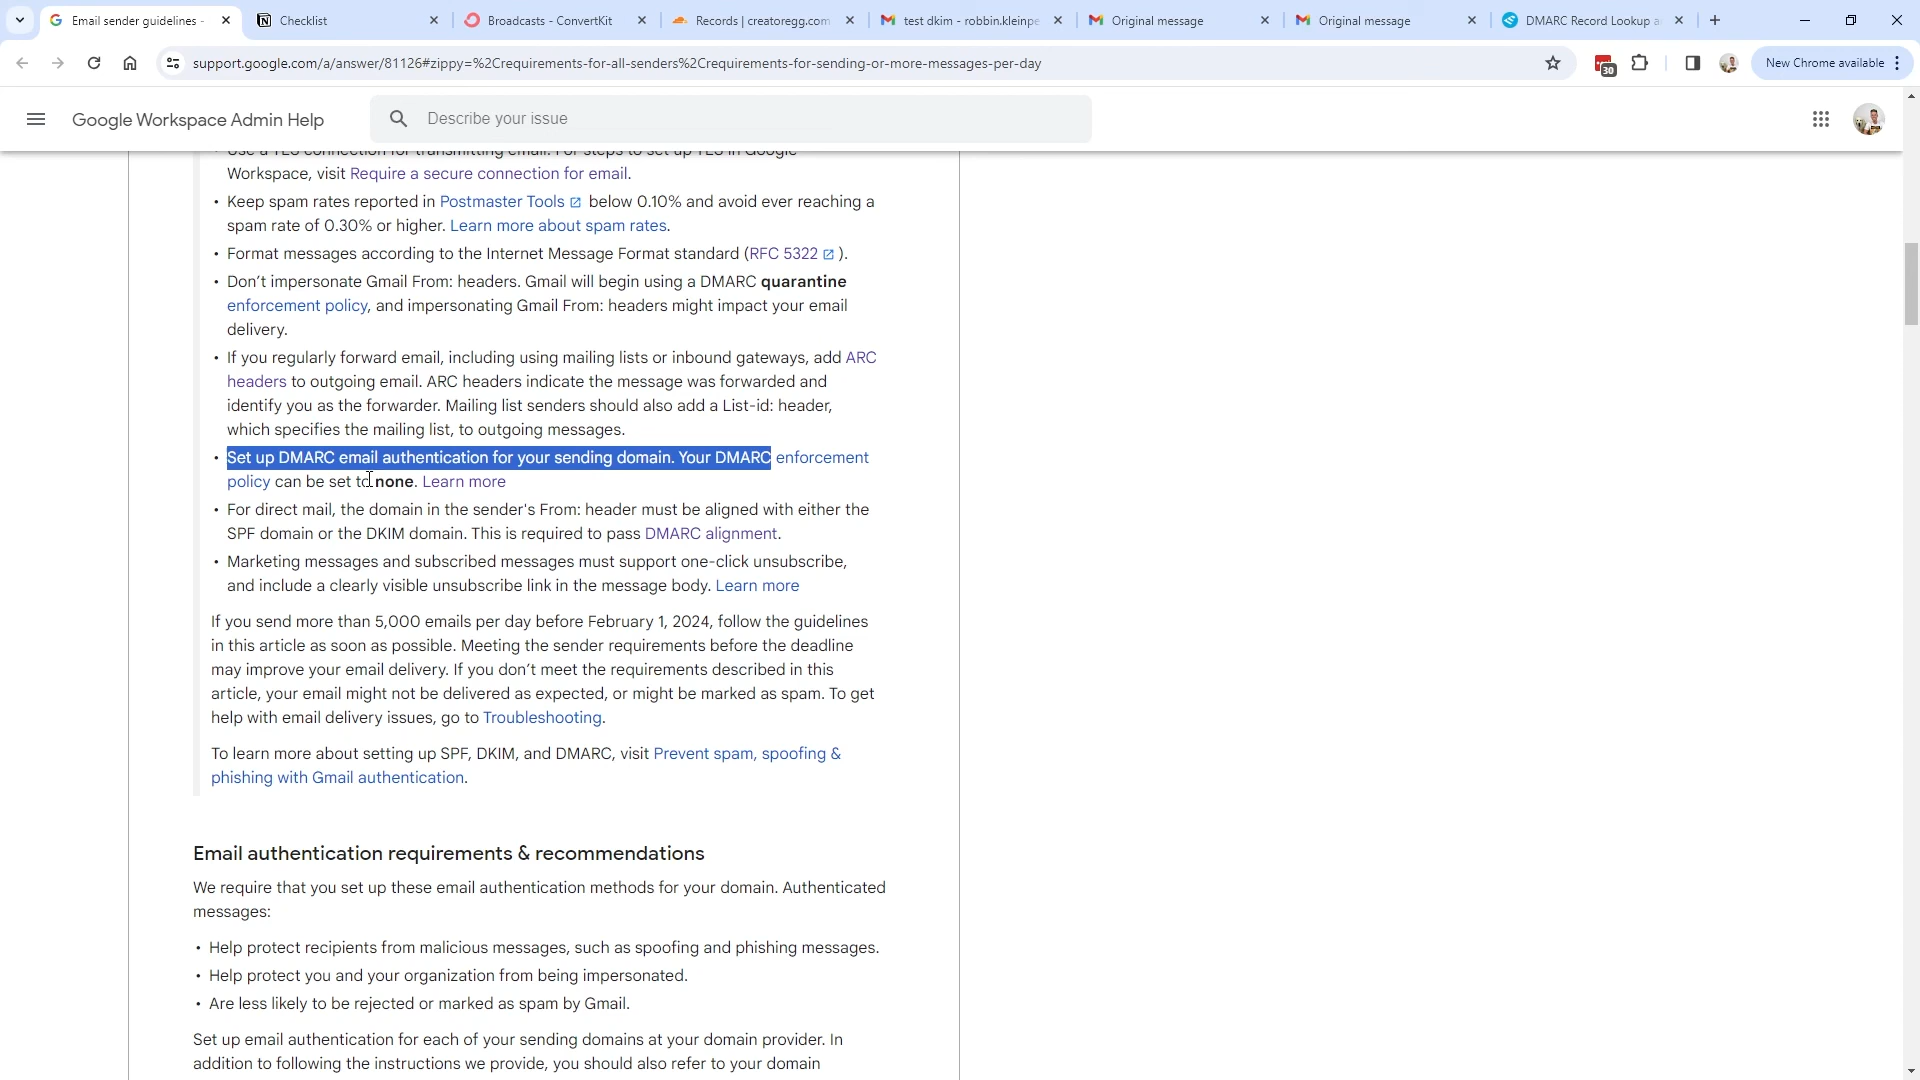 Email sender guidelines -
Checklist
Broadcasts - ConvertKit
Records | creatoregg.com
test dkim - robbin.kleinpe
Original message
Original message
DMARC Record Lookup a
support.google.com/a/answer/81126#zippy=%2Crequirements-for-all-senders%2Crequirements-for-sending-or-more-messages-per-day
30
New Chrome available
Google Workspace Admin Help
Describe your issue
• Use a TLS connection for transmitting email. For steps to set up TLS in Google
Workspace, visit Require a secure connection for email.
• Keep spam rates reported in Postmaster Tools below 0.10% and avoid ever reaching a
spam rate of 0.30% or higher. Learn more about spam rates.
• Format messages according to the Internet Message Format standard (RFC 5322 ).
• Don’t impersonate Gmail From: headers. Gmail will begin using a DMARC quarantine
enforcement policy, and impersonating Gmail From: headers might impact your email
delivery.
• If you regularly forward email, including using mailing lists or inbound gateways, add ARC
headers to outgoing email. ARC headers indicate the message was forwarded and
identify you as the forwarder. Mailing list senders should also add a List-id: header,
which specifies the mailing list, to outgoing messages.
• Set up DMARC email authentication for your sending domain. Your DMARC enforcement
policy can be set to none. Learn more
• For direct mail, the domain in the sender's From: header must be aligned with either the
SPF domain or the DKIM domain. This is required to pass DMARC alignment.
• Marketing messages and subscribed messages must support one-click unsubscribe,
and include a clearly visible unsubscribe link in the message body. Learn more
If you send more than 5,000 emails per day before February 1, 2024, follow the guidelines
in this article as soon as possible. Meeting the sender requirements before the deadline
may improve your email delivery. If you don’t meet the requirements described in this
article, your email might not be delivered as expected, or might be marked as spam. To get
help with email delivery issues, go to Troubleshooting.
To learn more about setting up SPF, DKIM, and DMARC, visit Prevent spam, spoofing &
phishing with Gmail authentication.
Email authentication requirements & recommendations
We require that you set up these email authentication methods for your domain. Authenticated
messages:
• Help protect recipients from malicious messages, such as spoofing and phishing messages.
• Help protect you and your organization from being impersonated.
• Are less likely to be rejected or marked as spam by Gmail.
Set up email authentication for each of your sending domains at your domain provider. In
addition to following the instructions we provide, you should also refer to your domain